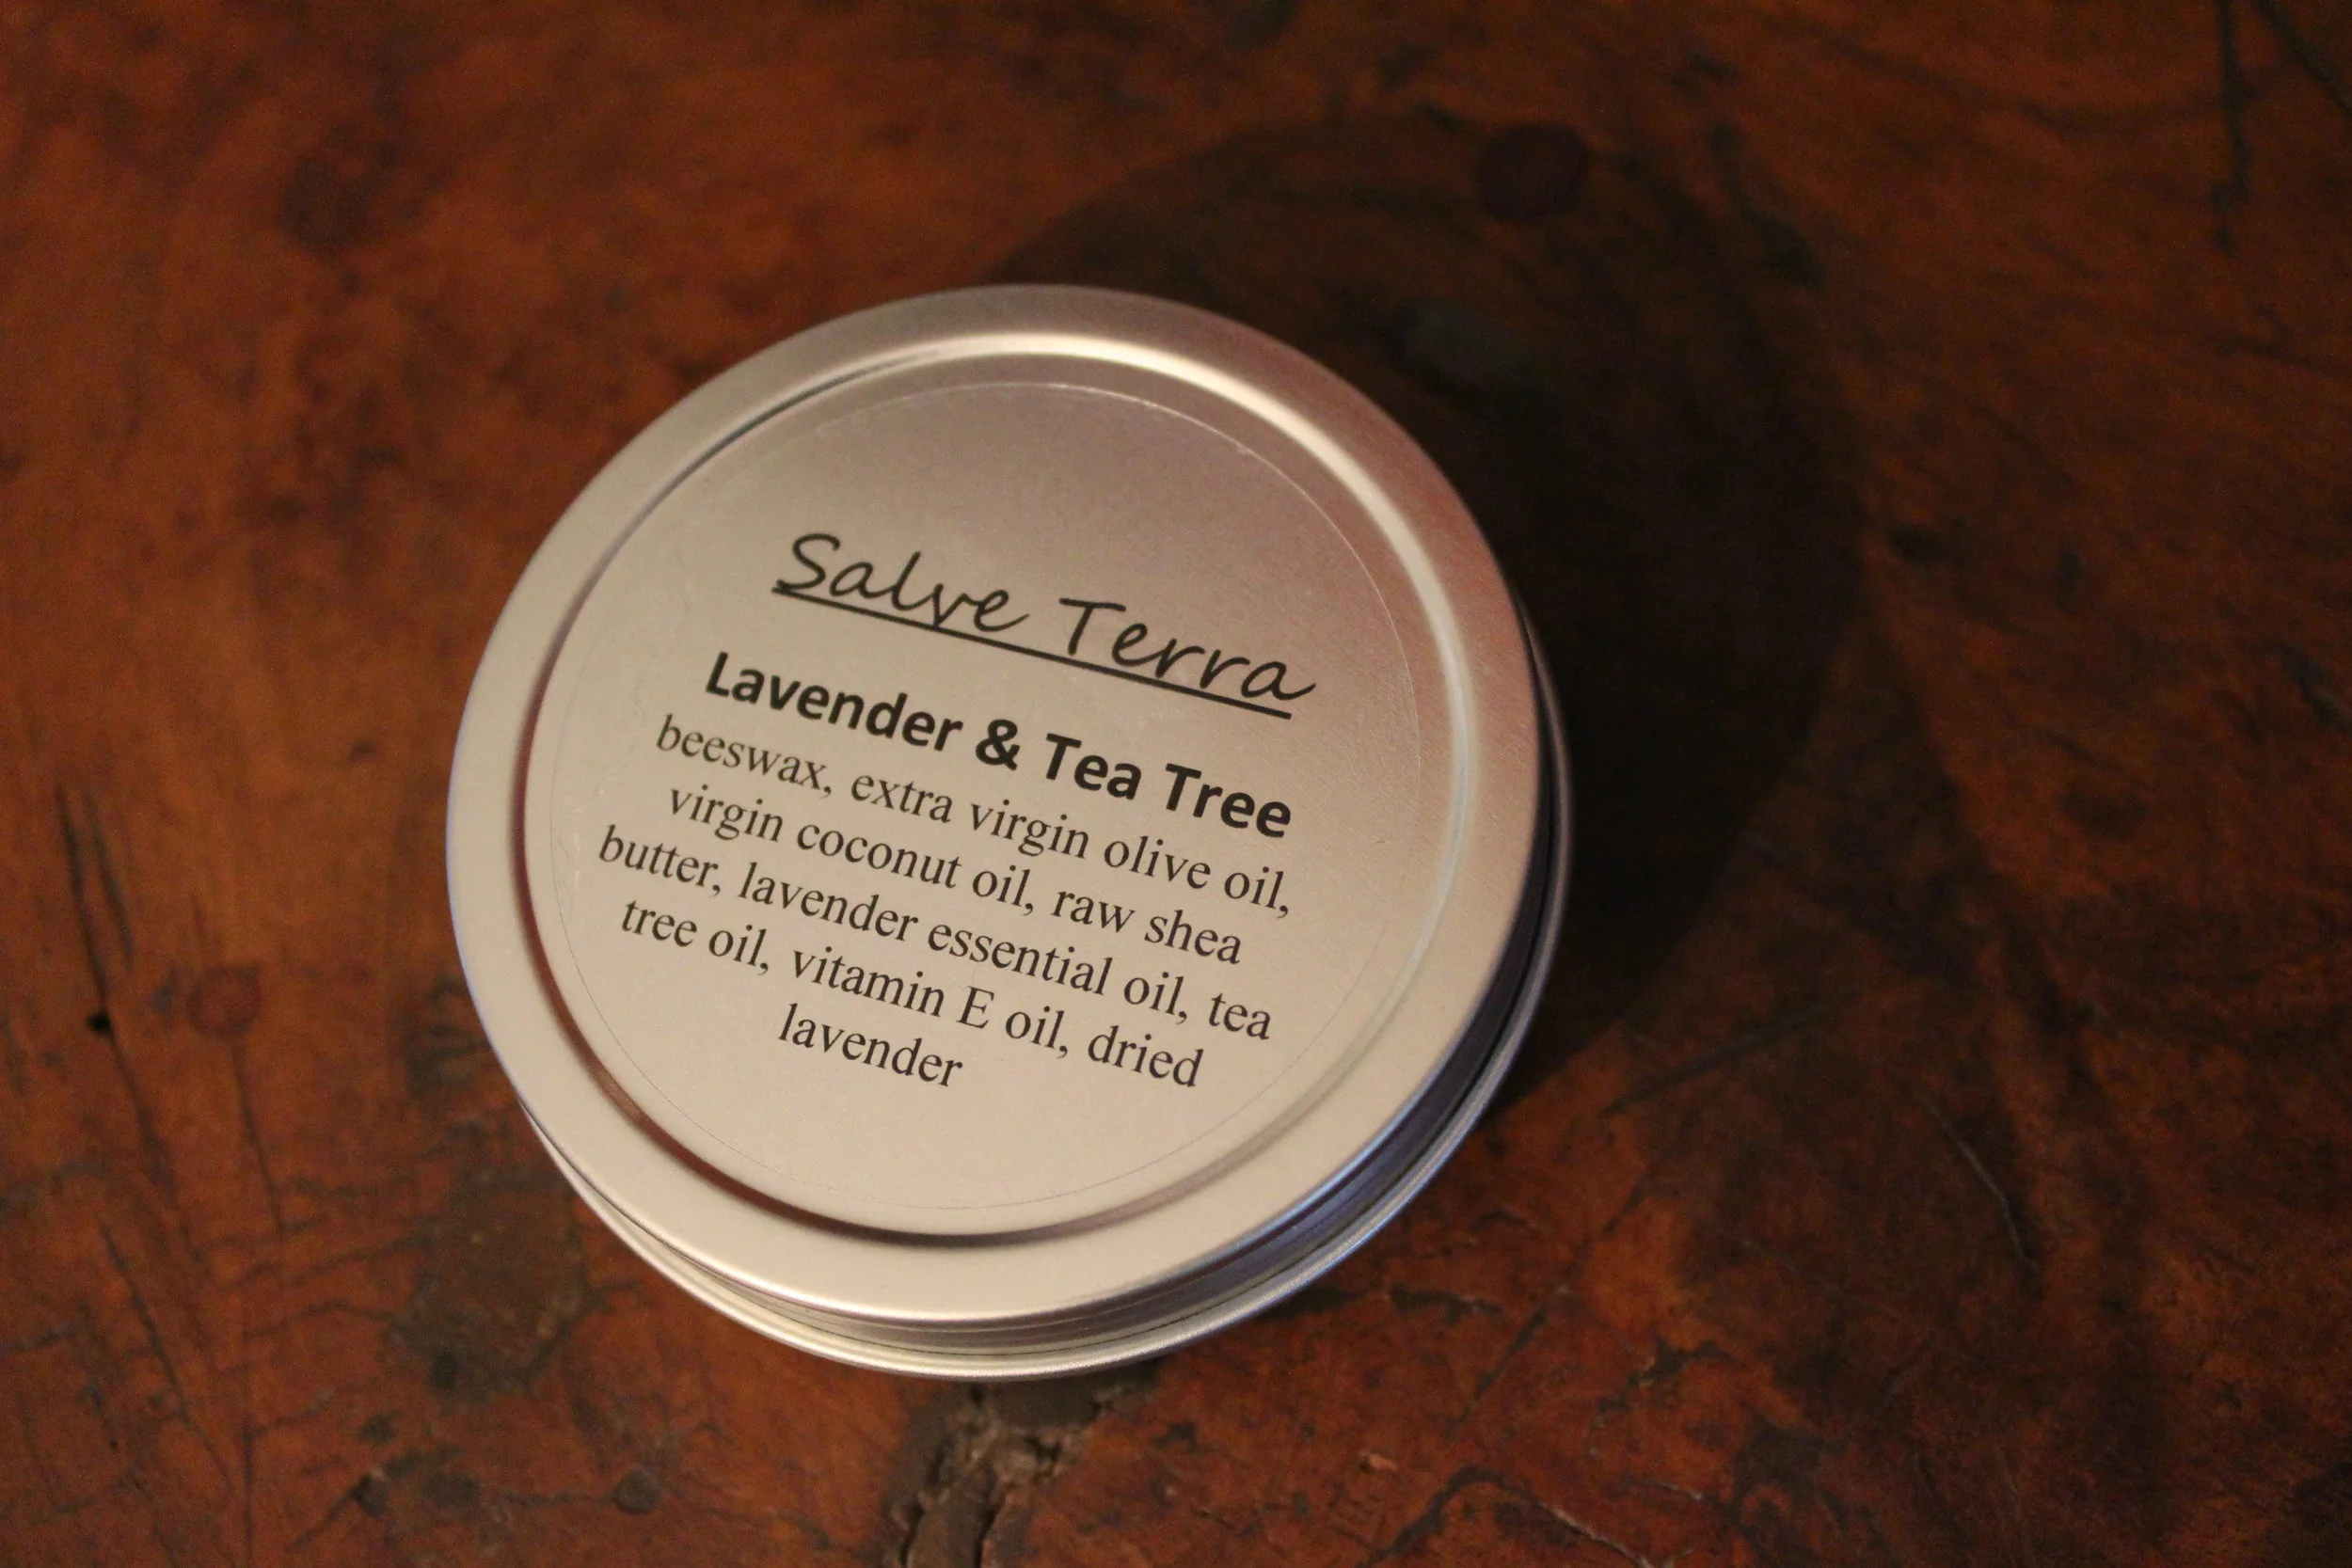 Salve Terra
Lavender & Tea Tree
beeswax, extra virgin olive oil,
virgin coconut oil, raw shea
butter, lavender essential oil, tea
tree oil, vitamin E oil, dried
lavender